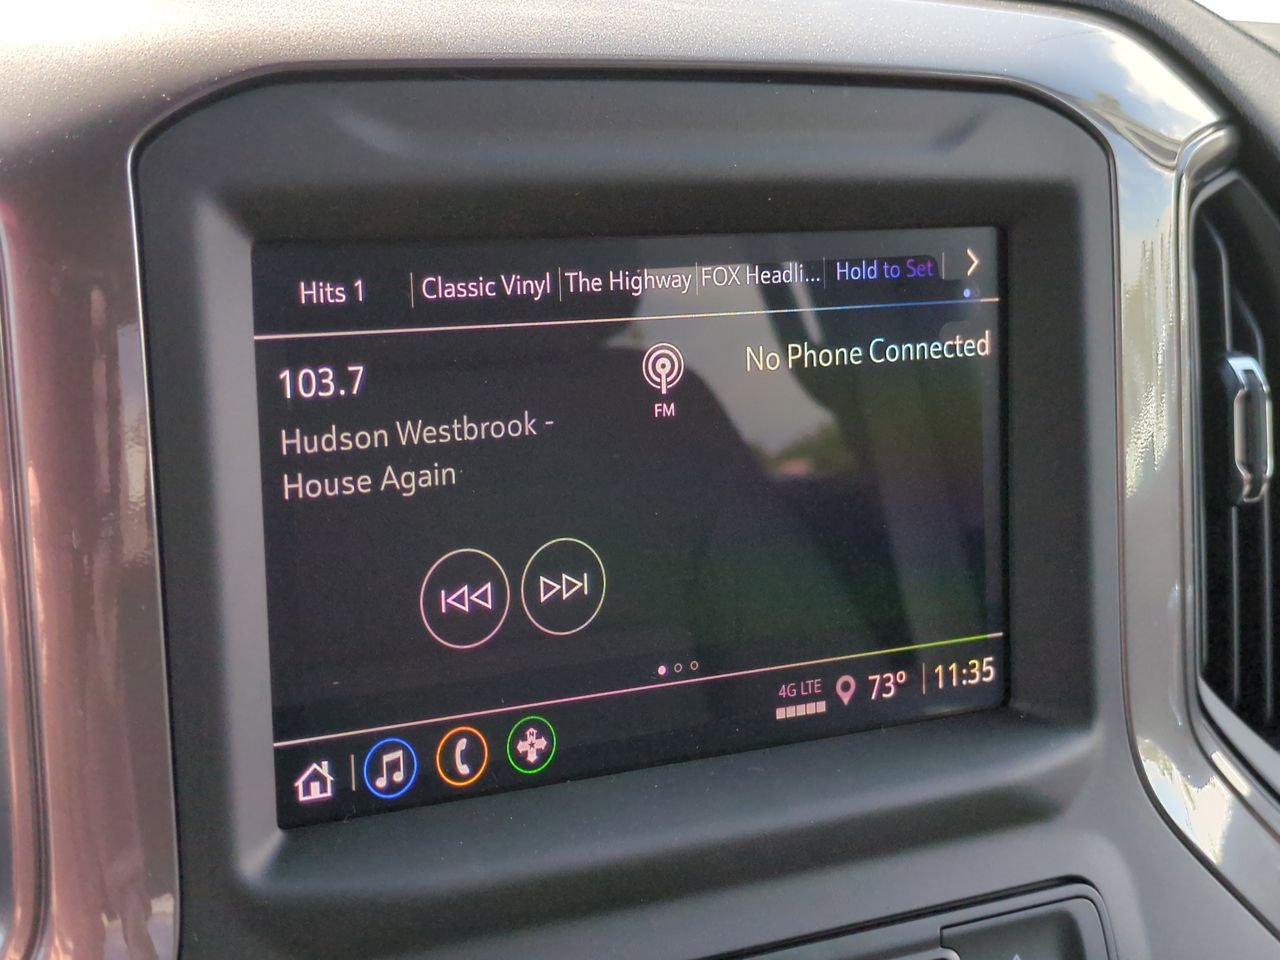 Hits 1 Classic Vinyl The Highway FOX Headli... Hold to Set
103.7
FM
No Phone Connected
Hudson Westbrook -
House Again
4G LTE 73° 11:35
N